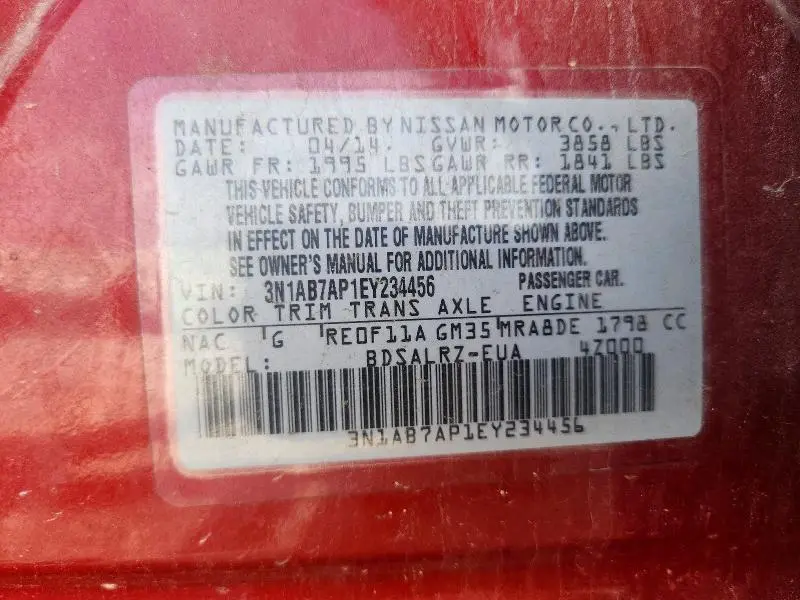 MANUFACTURED BY NISSAN MOTOR CO., LTD.
DATE: 04/14. GVWR: 3858 LBS
GAWR FR: 1995 LBS GAWR RR: 1841 LBS
THIS VEHICLE CONFORMS TO ALL APPLICABLE FEDERAL MOTOR
VEHICLE SAFETY, BUMPER AND THEFT PREVENTION STANDARDS
IN EFFECT ON THE DATE OF MANUFACTURE SHOWN ABOVE.
SEE OWNER'S MANUAL FOR ADDITIONAL INFORMATION.
VIN: 3N1AB7AP1EY234456 PASSENGER CAR.
COLOR TRIM TRANS AXLE ENGINE
NAC G RE0F11A GM35 MRA8DE 1798 CC
MODEL: BDSALRZ-EUA 4Z000
3N1AB7AP1EY234456